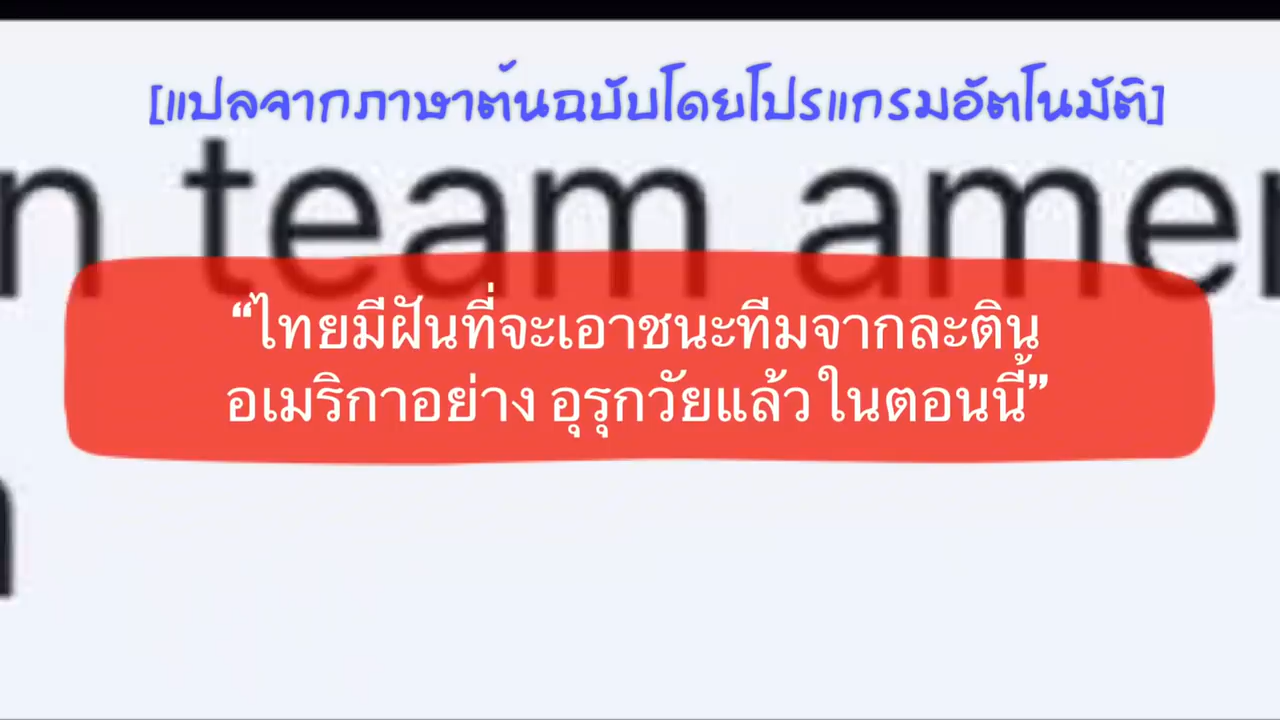 [แปลจากภาษาต้นฉบับโดยโปรแกรมอัตโนมัติ]
team
“ไทยมีฝันที่จะเอาชนะทีมจากละติน
อเมริกาอย่าง อุรุกวัยแล้ว ในตอนนี้”